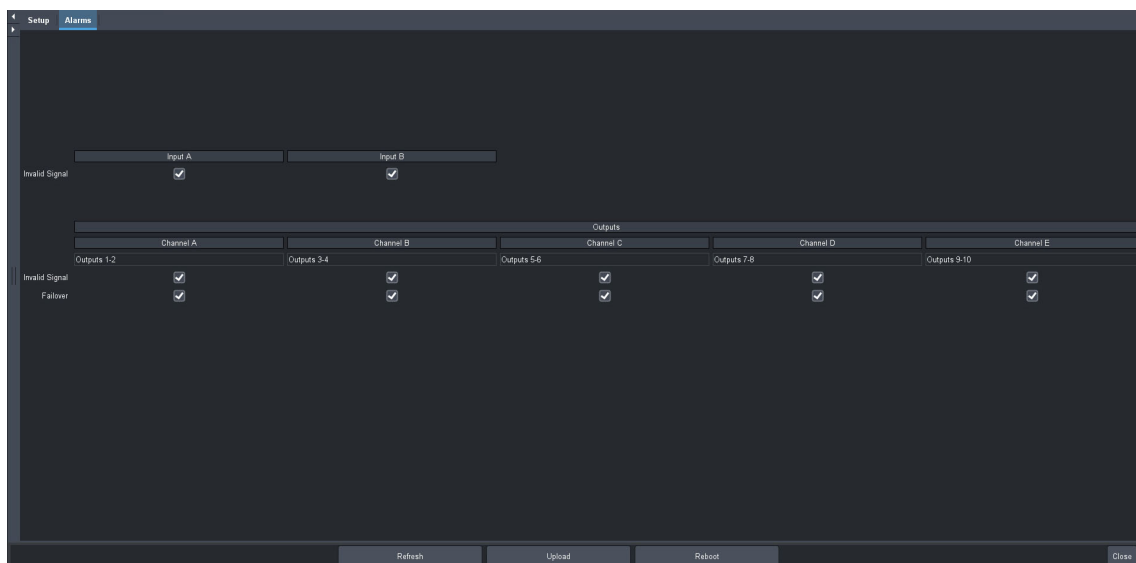 Setup Alarms
Input A Input B
Invalid Signal
Outputs
Channel A Channel B Channel C Channel D Channel E
Outputs 1-2 Outputs 3-4 Outputs 5-6 Outputs 7-8 Outputs 9-10
Invalid Signal
Failover
Refresh Upload Reboot Close